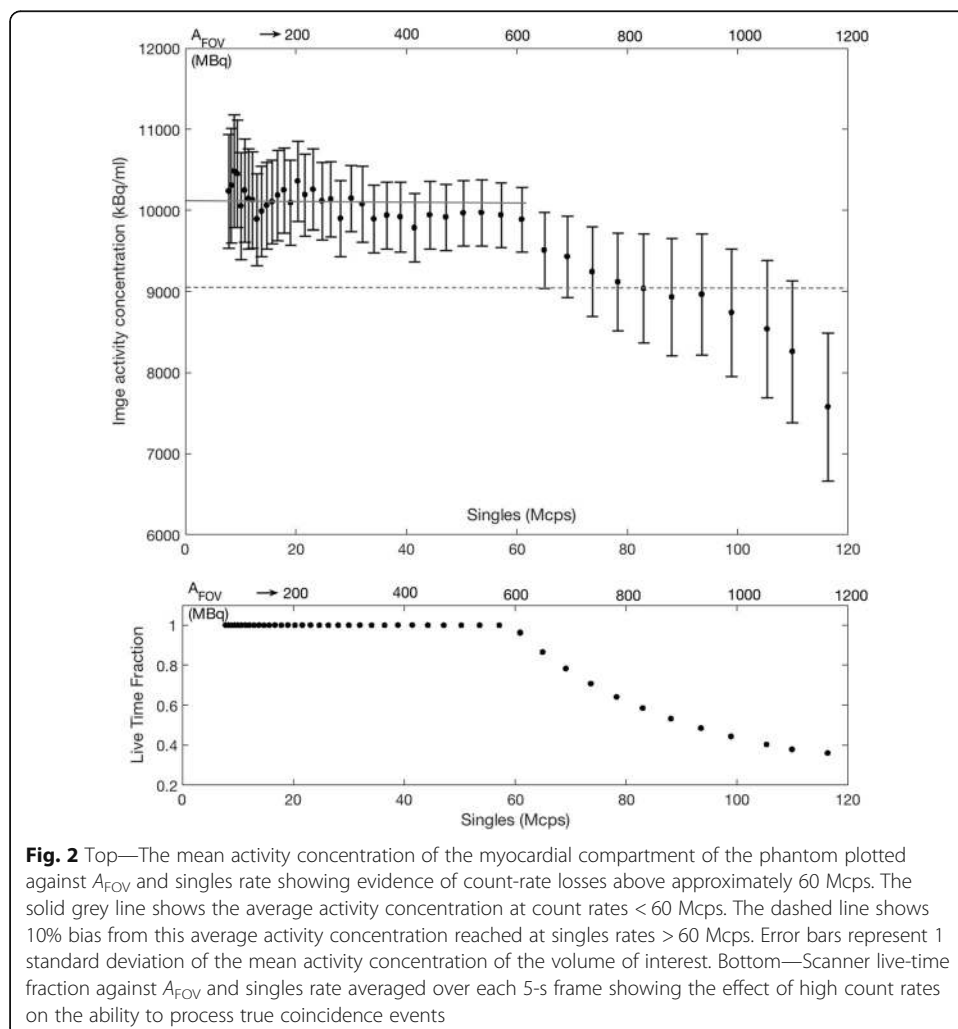 A_FOV → 200 400 600 800 1000 1200
(MBq)
12000
11000
10000
9000
8000
7000
6000
Imge activity concentration (kBq/ml)
Singles (Mcps)
0 20 40 60 80 100 120
A_FOV → 200 400 600 800 1000 1200
(MBq)
1
0.8
0.6
0.4
0.2
Live Time Fraction
0 20 40 60 80 100 120
Singles (Mcps)
Fig. 2 Top—The mean activity concentration of the myocardial compartment of the phantom plotted
against A_FOV and singles rate showing evidence of count-rate losses above approximately 60 Mcps. The
solid grey line shows the average activity concentration at count rates < 60 Mcps. The dashed line shows
10% bias from this average activity concentration reached at singles rates > 60 Mcps. Error bars represent 1
standard deviation of the mean activity concentration of the volume of interest. Bottom—Scanner live-time
fraction against A_FOV and singles rate averaged over each 5-s frame showing the effect of high count rates
on the ability to process true coincidence events